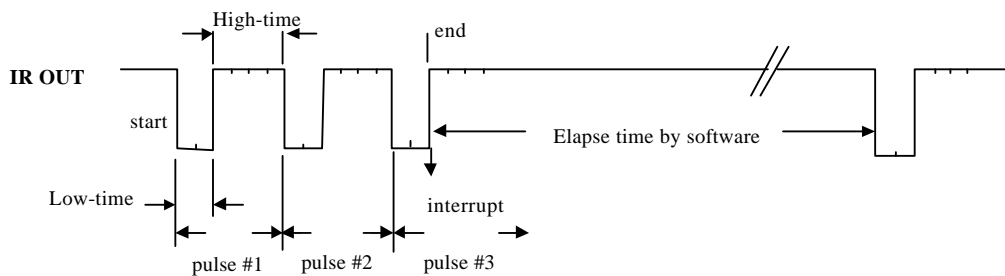 High-time
end
IR OUT
start
Elapse time by software
Low-time
interrupt
pulse #1
pulse #2
pulse #3